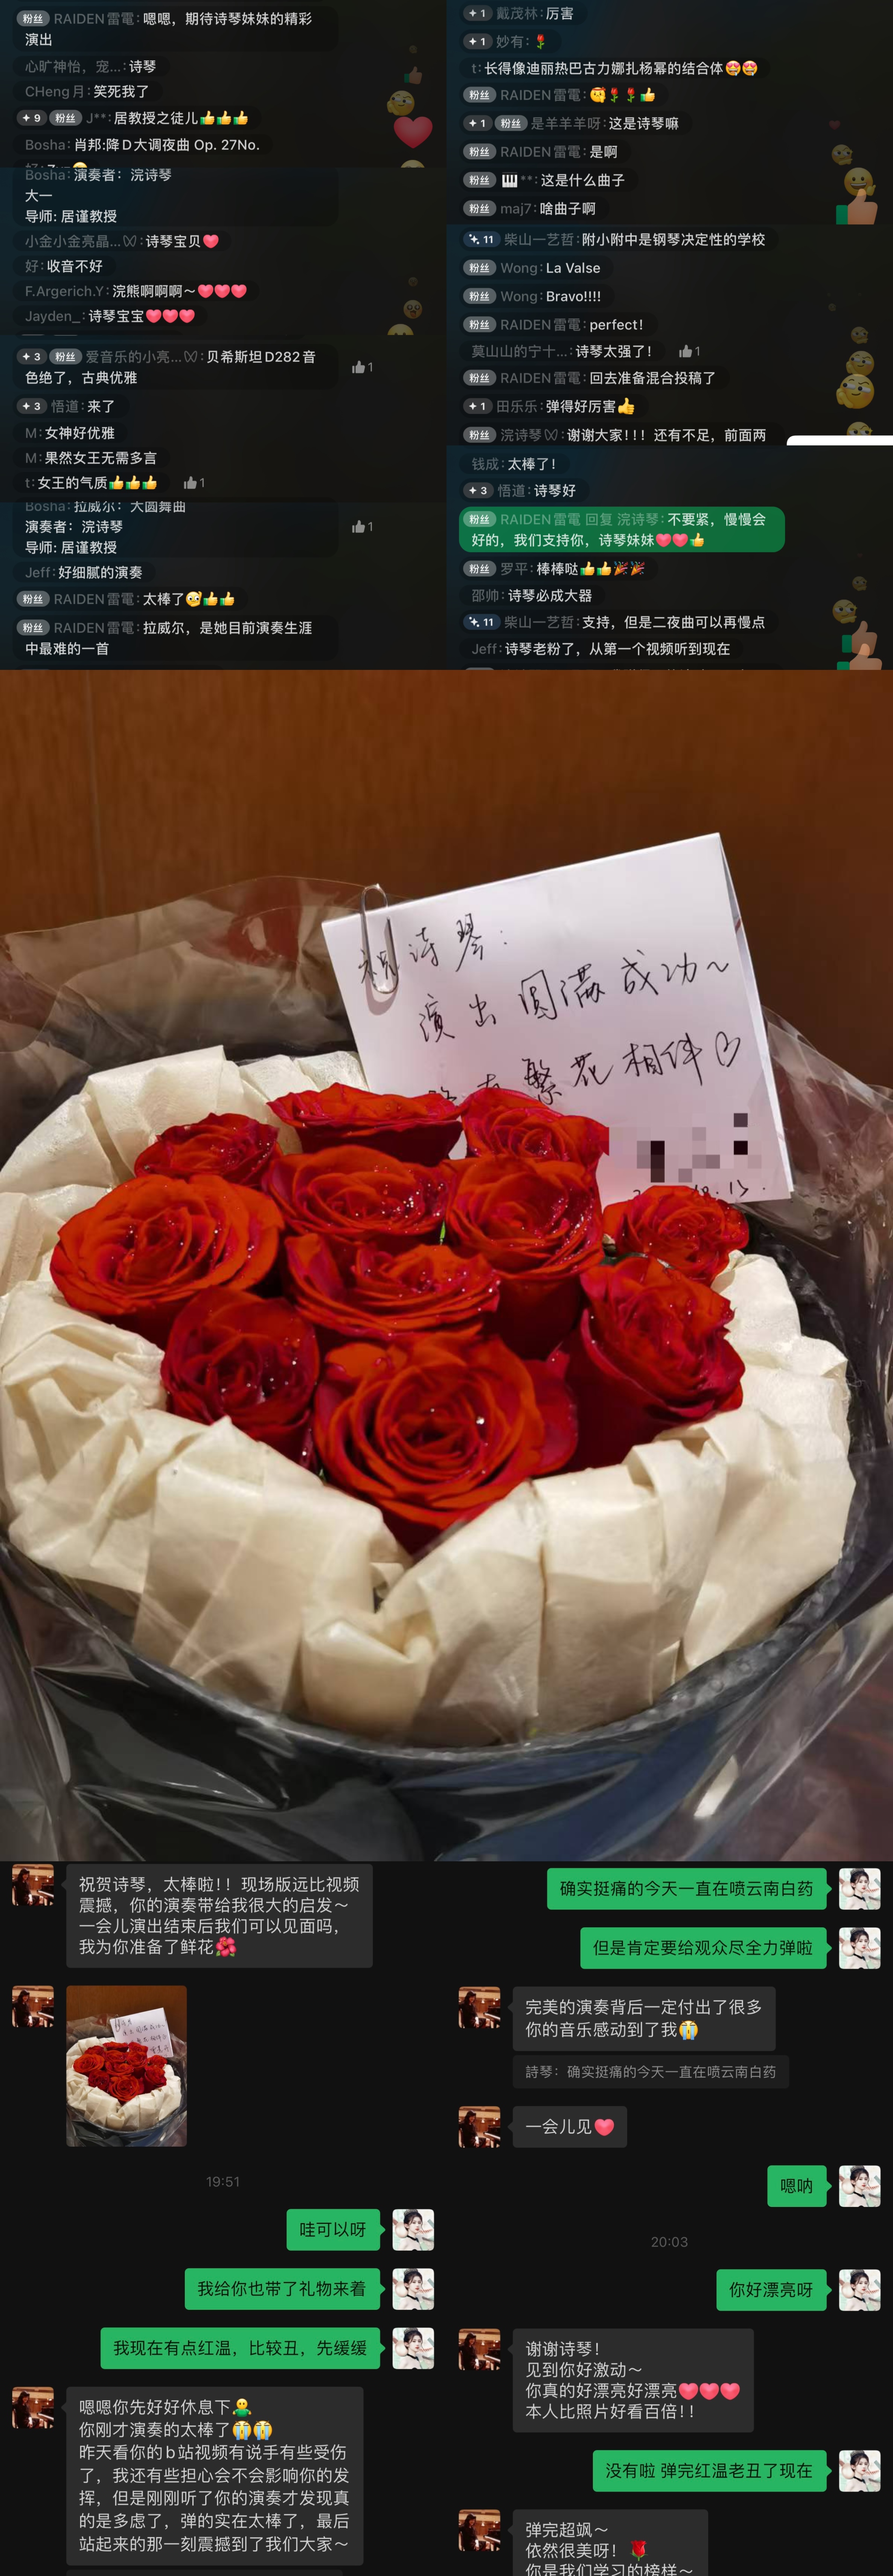 粉丝 RAIDEN雷電：嗯嗯，期待诗琴妹妹的精彩
演出
心旷神怡，宠...：诗琴
CHeng月：笑死我了
9 粉丝 J**：居教授之徒儿👍👍👍
Bosha：肖邦:降D大调夜曲 Op. 27No.
Bosha：演奏者：浣诗琴
大一
导师: 居谨教授
小金小金亮晶...：诗琴宝贝❤️
好：收音不好
F.Argerich.Y：浣熊啊啊啊～❤️❤️❤️
Jayden_：诗琴宝宝❤️❤️❤️
3 粉丝 爱音乐的小亮...：贝希斯坦D282音
色绝了，古典优雅
1
3 悟道：来了
M：女神好优雅
M：果然女王无需多言
t：女王的气质👍👍👍
1
Bosha：拉威尔：大圆舞曲
演奏者：浣诗琴
导师：居谨教授
1
Jeff：好细腻的演奏
粉丝 RAIDEN雷電：太棒了🥳👍👍
粉丝 RAIDEN雷電：拉威尔，是她目前演奏生涯
中最难的一首
1 戴茂林：厉害
1 妙有：🌹
t：长得像迪丽热巴古力娜扎杨幂的结合体😍😍
粉丝 RAIDEN雷電：🥰🌹🌹👍
1 粉丝 是羊羊羊呀：这是诗琴嘛
粉丝 RAIDEN雷電：是啊
粉丝 🎹**：这是什么曲子
粉丝 maj7：啥曲子啊
11 柴山一艺哲：附小附中是钢琴决定性的学校
粉丝 Wong：La Valse
粉丝 Wong：Bravo!!!!
粉丝 RAIDEN雷電：perfect！
莫山山的宁十...：诗琴太强了！
1
粉丝 RAIDEN雷電：回去准备混合投稿了
1 田乐乐：弹得好厉害👍
粉丝 浣诗琴：谢谢大家！！！还有不足，前面两
钱成：太棒了！
3 悟道：诗琴好
粉丝 RAIDEN雷電 回复 浣诗琴：不要紧，慢慢会
好的，我们支持你，诗琴妹妹❤️❤️👍
粉丝 罗平：棒棒哒👍👍🎉🎉
邵帅：诗琴必成大器
11 柴山一艺哲：支持，但是二夜曲可以再慢点
Jeff：诗琴老粉了，从第一个视频听到现在
祝诗琴：
演出圆满成功～
繁花相伴♡
祝贺诗琴，太棒啦！！现场版远比视频
震撼，你的演奏带给我很大的启发～
一会儿演出结束后我们可以见面吗，
我为你准备了鲜花🌺
19:51
哇可以呀
我给你也带了礼物来着
我现在有点红温，比较丑，先缓缓
嗯嗯你先好好休息下
你刚才演奏的太棒了😭😭
昨天看你的b站视频有说手有些受伤
了，我还有些担心会不会影响你的发
挥，但是刚刚听了你的演奏才发现真
的是多虑了，弹的实在太棒了，最后
站起来的那一刻震撼到了我们大家～
确实挺痛的今天一直在喷云南白药
但是肯定要给观众尽全力弹啦
完美的演奏背后一定付出了很多
你的音乐感动到了我😭
詩琴：确实挺痛的今天一直在喷云南白药
一会儿见❤️
嗯呐
20:03
你好漂亮呀
谢谢诗琴！
见到你好激动～
你真的好漂亮好漂亮❤️❤️❤️
本人比照片好看百倍！！
没有啦 弹完红温老丑了现在
弹完超飒～
依然很美呀！🌹
你是我们学习的榜样～